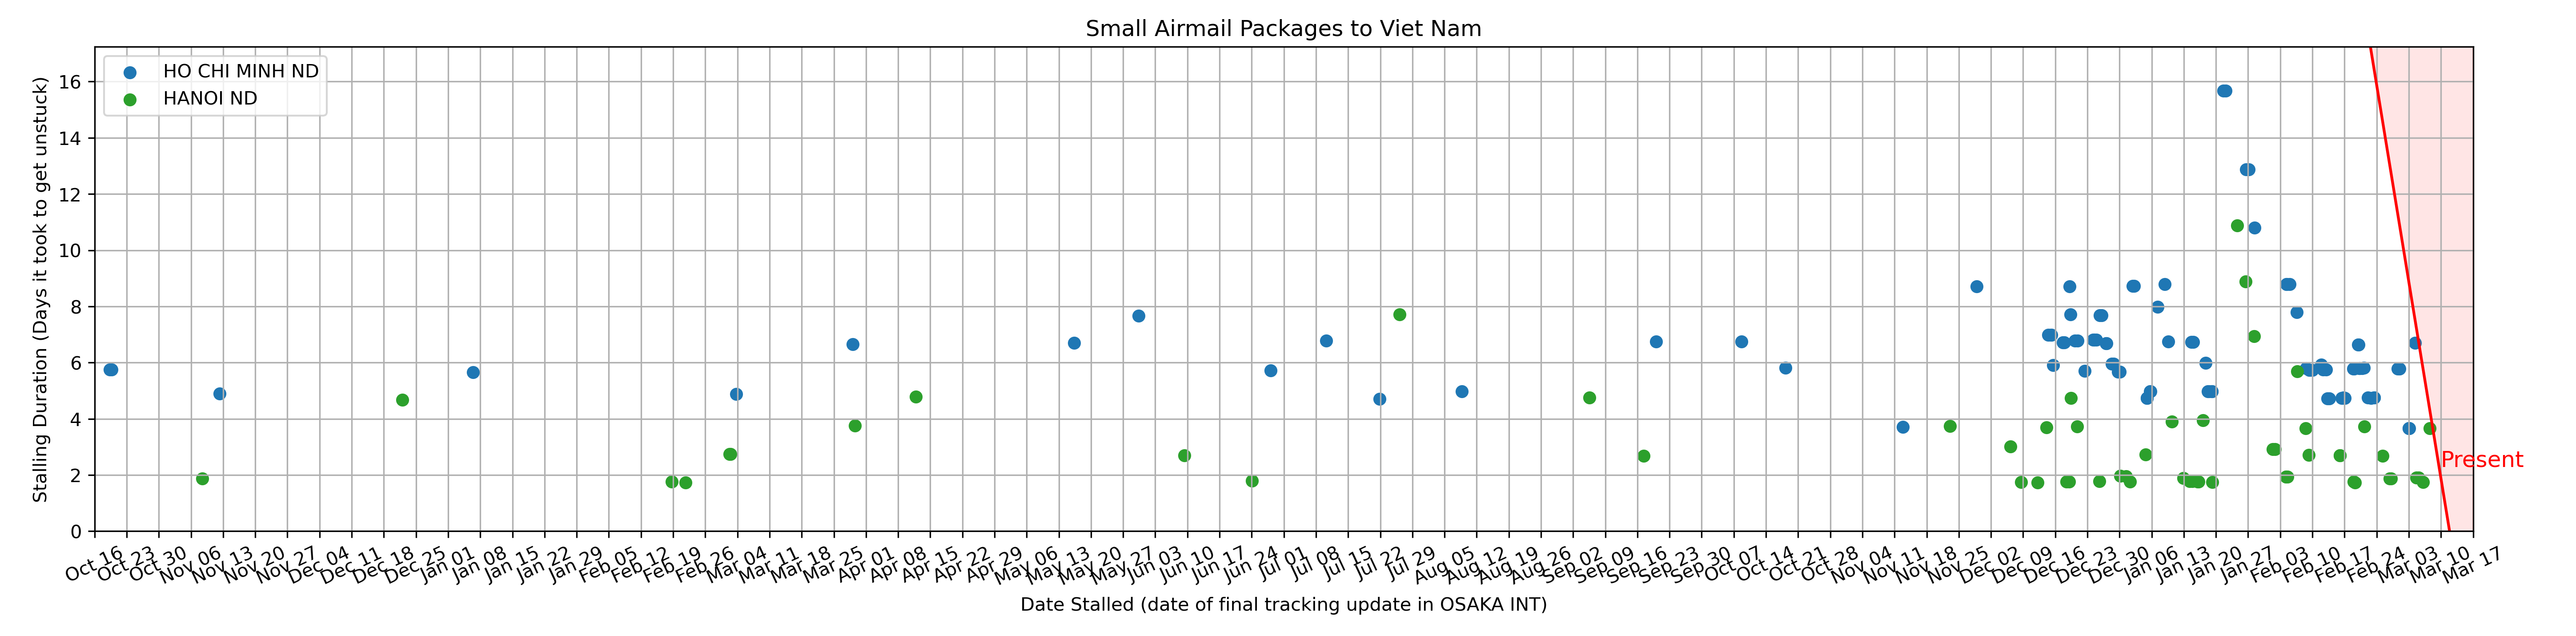 Small Airmail Packages to Viet Nam
HO CHI MINH ND
HANOI ND
Stalling Duration (Days it took to get unstuck)
16
14
12
10
8
6
4
2
0
Present
Oct 16
Oct 23
Oct 30
Nov 06
Nov 13
Nov 20
Nov 27
Dec 04
Dec 11
Dec 18
Dec 25
Jan 01
Jan 08
Jan 15
Jan 22
Jan 29
Feb 05
Feb 12
Feb 19
Feb 26
Mar 04
Mar 11
Mar 18
Mar 25
Apr 01
Apr 08
Apr 15
Apr 22
Apr 29
May 06
May 13
May 20
May 27
Jun 03
Jun 10
Jun 17
Jun 24
Jul 01
Jul 08
Jul 15
Jul 22
Jul 29
Aug 05
Aug 12
Aug 19
Aug 26
Sep 02
Sep 09
Sep 16
Sep 23
Sep 30
Oct 07
Oct 14
Oct 21
Oct 28
Nov 04
Nov 11
Nov 18
Nov 25
Dec 02
Dec 09
Dec 16
Dec 23
Dec 30
Jan 06
Jan 13
Jan 20
Jan 27
Feb 03
Feb 10
Feb 17
Feb 24
Mar 03
Mar 10
Mar 17
Date Stalled (date of final tracking update in OSAKA INT)